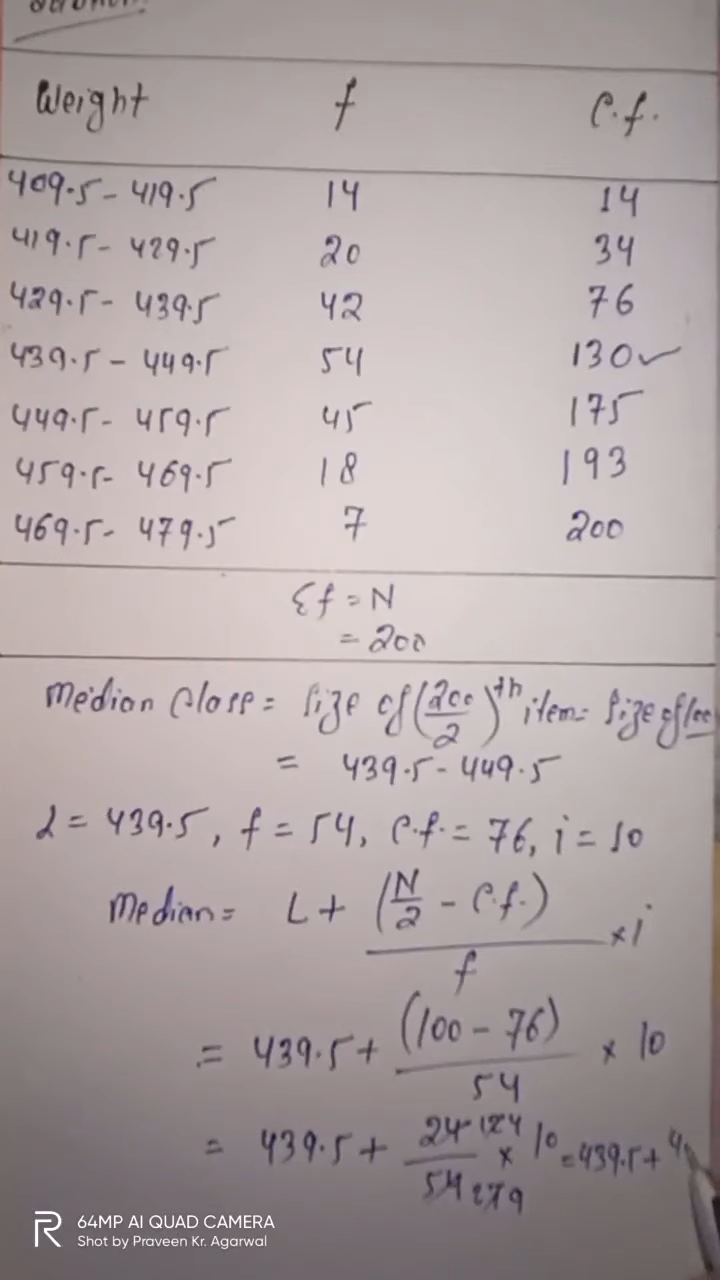 Weight f c.f.
409.5 - 419.5 14 14
419.5 - 429.5 20 34
429.5 - 439.5 42 76
439.5 - 449.5 54 130✓
449.5 - 459.5 45 175
459.5 - 469.5 18 193
469.5 - 479.5 7 200
Σf = N
= 200
Median Class = Size of (200/2)th item = Size of 100
= 439.5 - 449.5
L = 439.5, f = 54, c.f. = 76, i = 10
Median = L + (N/2 - c.f.)/f × i
= 439.5 + (100 - 76)/54 × 10
= 439.5 + 24/54 × 10 = 439.5 + 4
64MP AI QUAD CAMERA
Shot by Praveen Kr. Agarwal